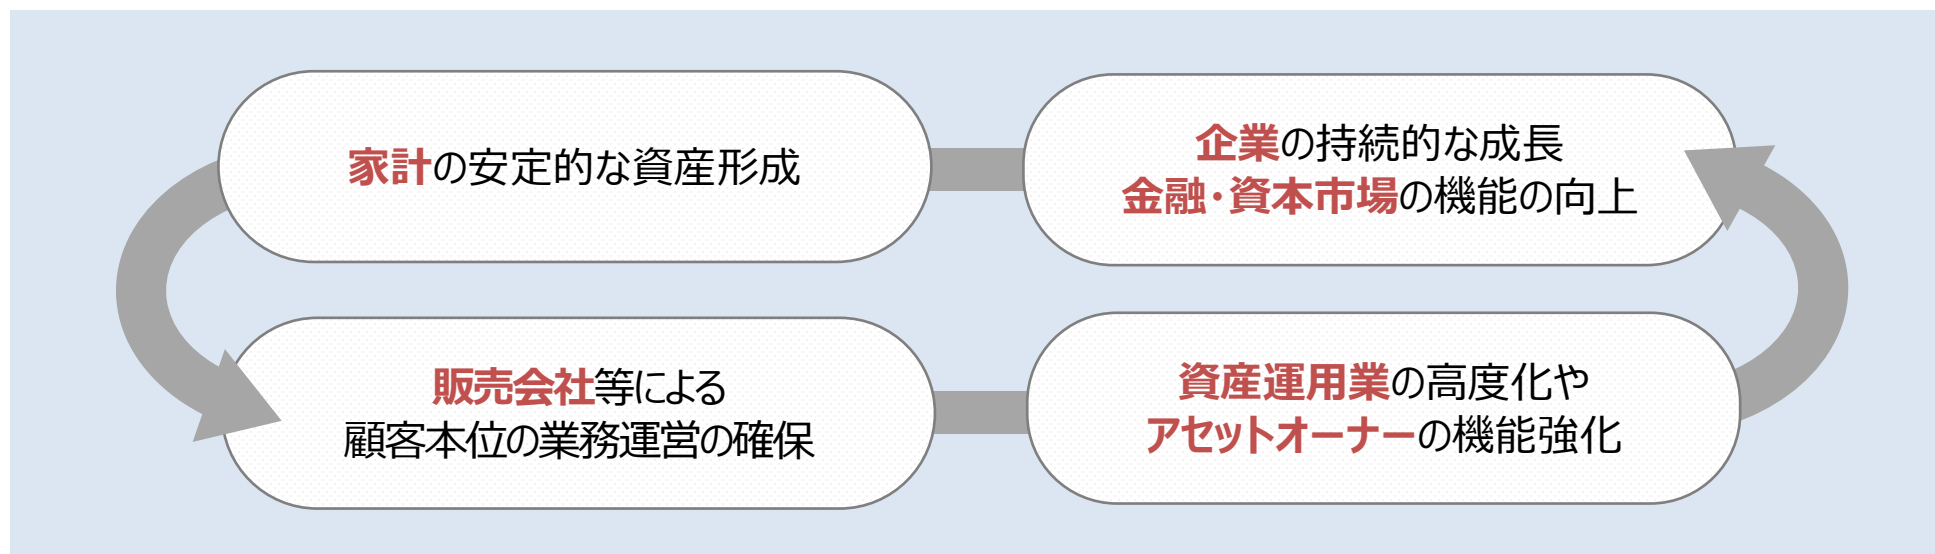 家計の安定的な資産形成
企業の持続的な成長
金融・資本市場の機能の向上
販売会社等による
顧客本位の業務運営の確保
資産運用業の高度化や
アセットオーナーの機能強化